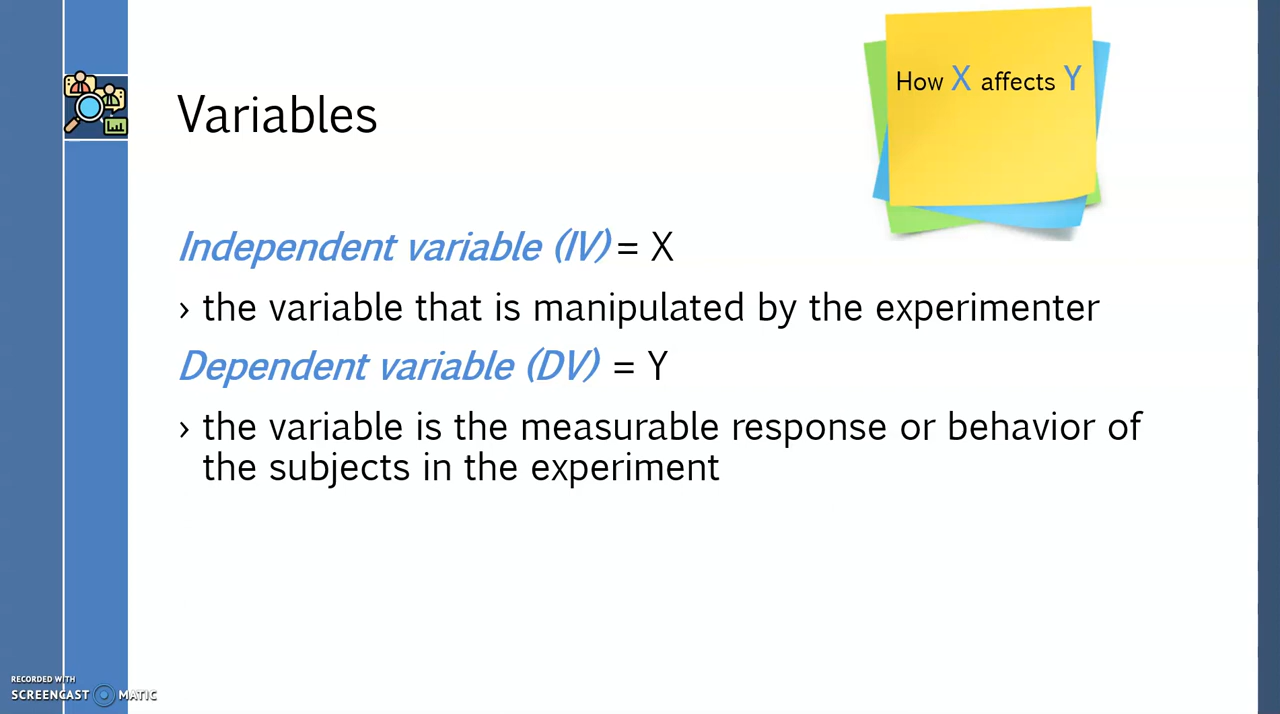 How X affects Y
Variables
Independent variable (IV) = X
› the variable that is manipulated by the experimenter
Dependent variable (DV) = Y
› the variable is the measurable response or behavior of
the subjects in the experiment
RECORDED WITH
SCREENCAST MATIC